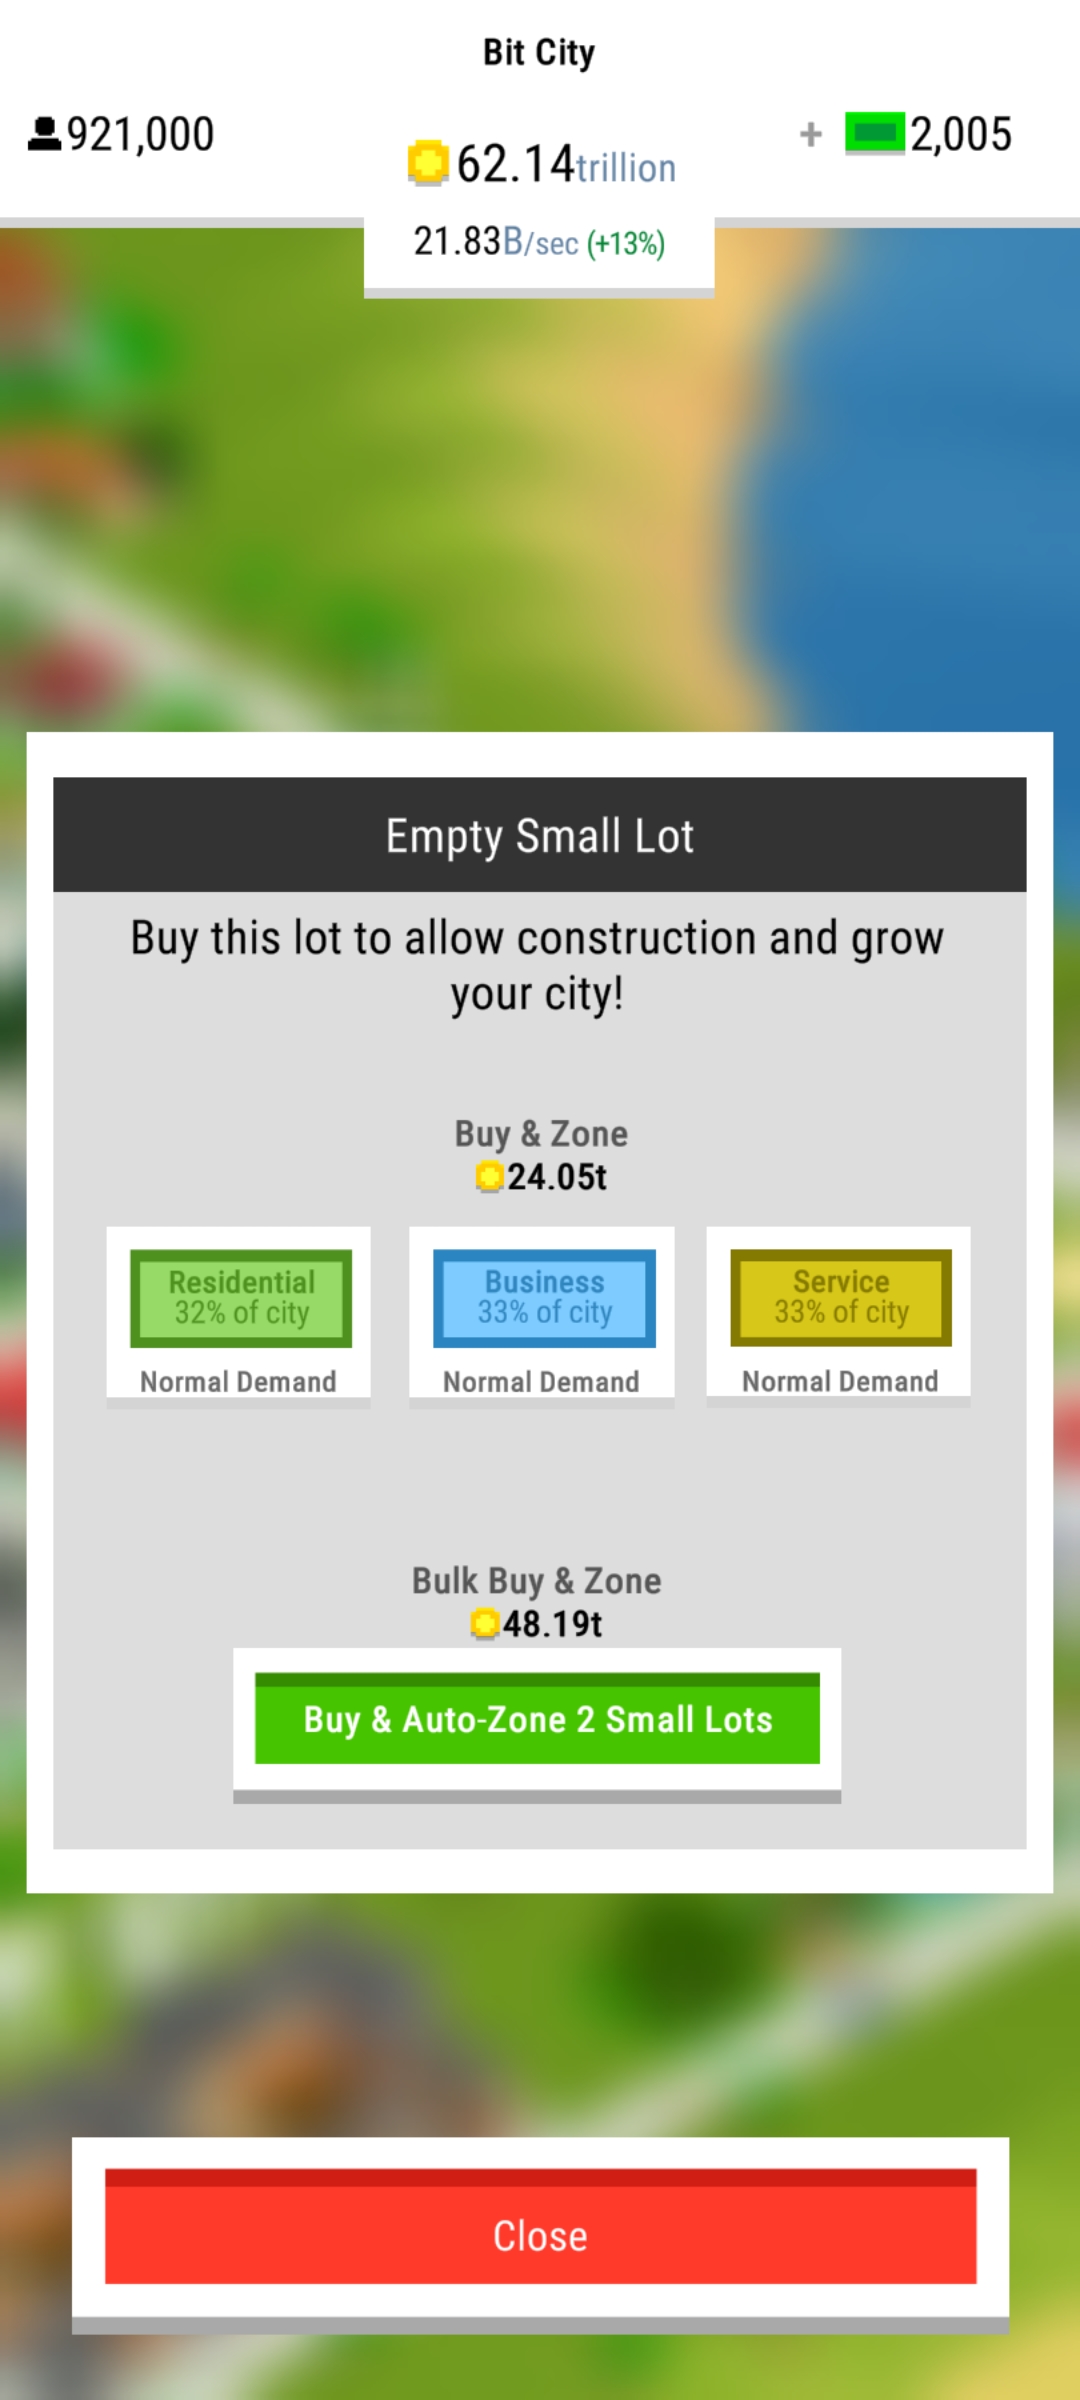 Bit City
921,000
62.14trillion
+ 2,005
21.83B/sec (+13%)
Empty Small Lot
Buy this lot to allow construction and grow
your city!
Buy & Zone
24.05t
Residential
32% of city
Normal Demand
Business
33% of city
Normal Demand
Service
33% of city
Normal Demand
Bulk Buy & Zone
48.19t
Buy & Auto-Zone 2 Small Lots
Close